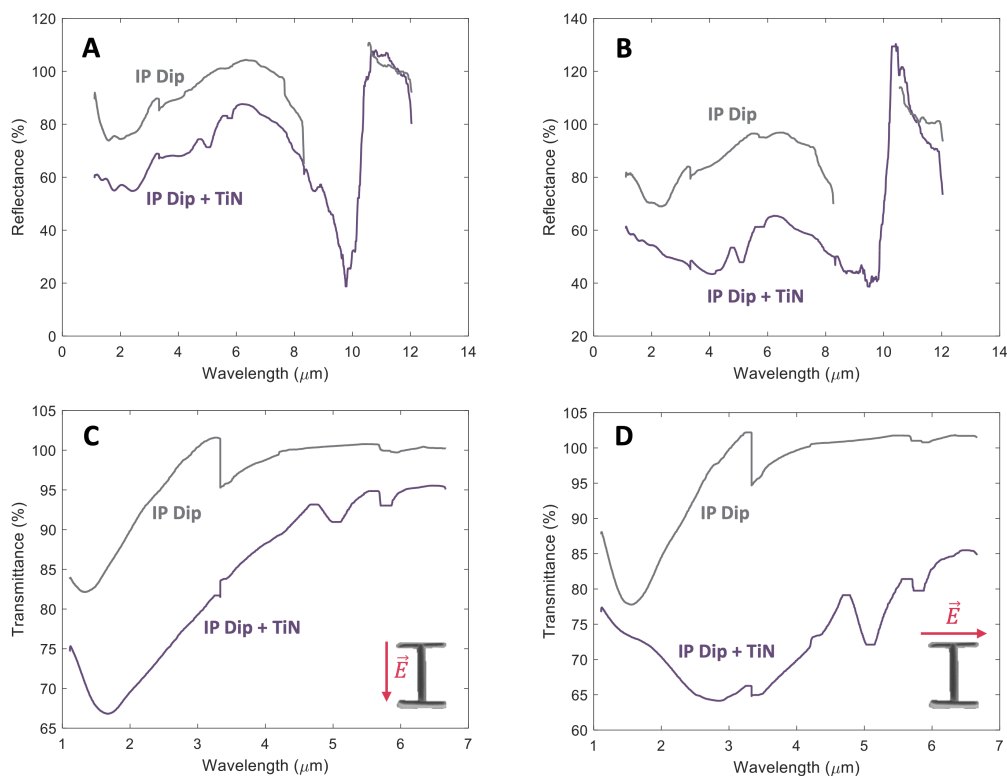 A
IP Dip
IP Dip + TiN
Reflectance (%)
120
100
80
60
40
20
0
0 2 4 6 8 10 12 14
Wavelength (μm)
B
IP Dip
IP Dip + TiN
Reflectance (%)
140
120
100
80
60
40
20
0 2 4 6 8 10 12 14
Wavelength (μm)
C
IP Dip
IP Dip + TiN
E⃗
Transmittance (%)
105
100
95
90
85
80
75
70
65
1 2 3 4 5 6 7
Wavelength (μm)
D
IP Dip
IP Dip + TiN
E⃗
Transmittance (%)
105
100
95
90
85
80
75
70
65
60
1 2 3 4 5 6 7
Wavelength (μm)